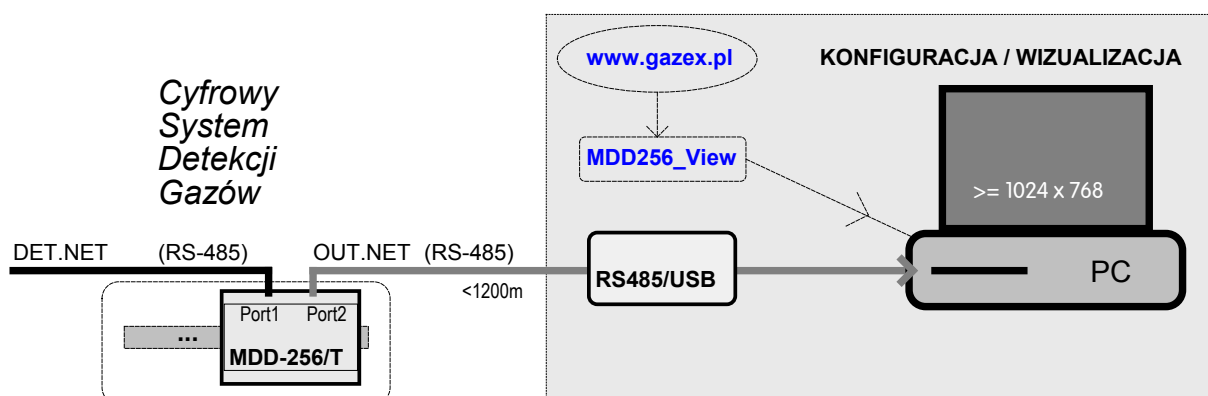 www.gazex.pl
KONFIGURACJA / WIZUALIZACJA
Cyfrowy
System
Detekcji
Gazów
MDD256_View
>= 1024 x 768
DET.NET (RS-485) OUT.NET (RS-485)
<1200m
RS485/USB
PC
Port1 Port2
...
MDD-256/T